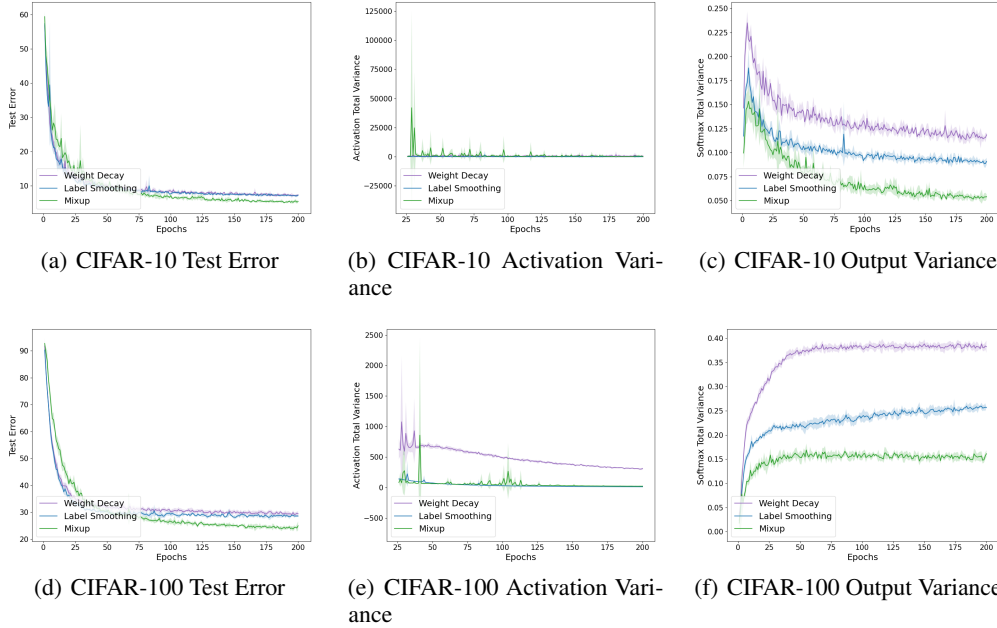 60
50
40
30
20
10
Test Error
0 25 50 75 100 125 150 175 200
Epochs
Weight Decay
Label Smoothing
Mixup
125000
100000
75000
50000
25000
0
−25000
Activation Total Variance
25 50 75 100 125 150 175 200
Epochs
Weight Decay
Label Smoothing
Mixup
0.250
0.225
0.200
0.175
0.150
0.125
0.100
0.075
0.050
Softmax Total Variance
0 25 50 75 100 125 150 175 200
Epochs
Weight Decay
Label Smoothing
Mixup
(a) CIFAR-10 Test Error
(b) CIFAR-10 Activation Vari-
ance
(c) CIFAR-10 Output Variance
90
80
70
60
50
40
30
20
Test Error
0 25 50 75 100 125 150 175 200
Epochs
Weight Decay
Label Smoothing
Mixup
2500
2000
1500
1000
500
0
−500
Activation Total Variance
25 50 75 100 125 150 175 200
Epochs
Weight Decay
Label Smoothing
Mixup
0.40
0.35
0.30
0.25
0.20
0.15
0.10
0.05
0.00
Softmax Total Variance
0 25 50 75 100 125 150 175 200
Epochs
Weight Decay
Label Smoothing
Mixup
(d) CIFAR-100 Test Error
(e) CIFAR-100 Activation Vari-
ance
(f) CIFAR-100 Output Variance